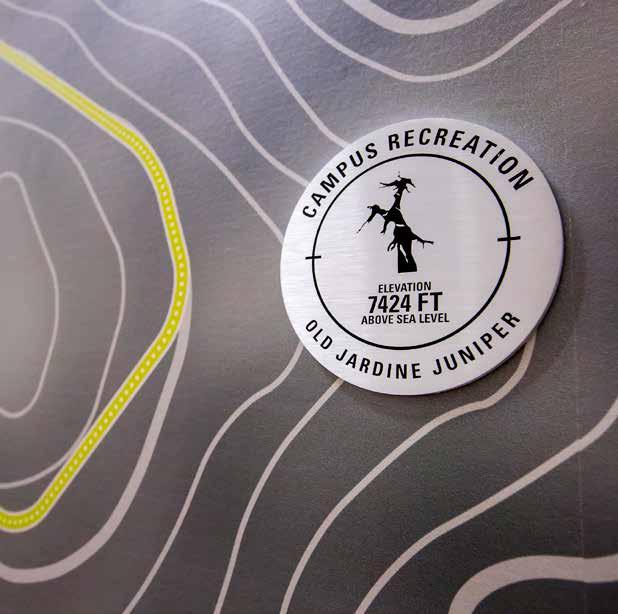 CAMPUS RECREATION
ELEVATION
7424 FT
ABOVE SEA LEVEL
OLD JARDINE JUNIPER